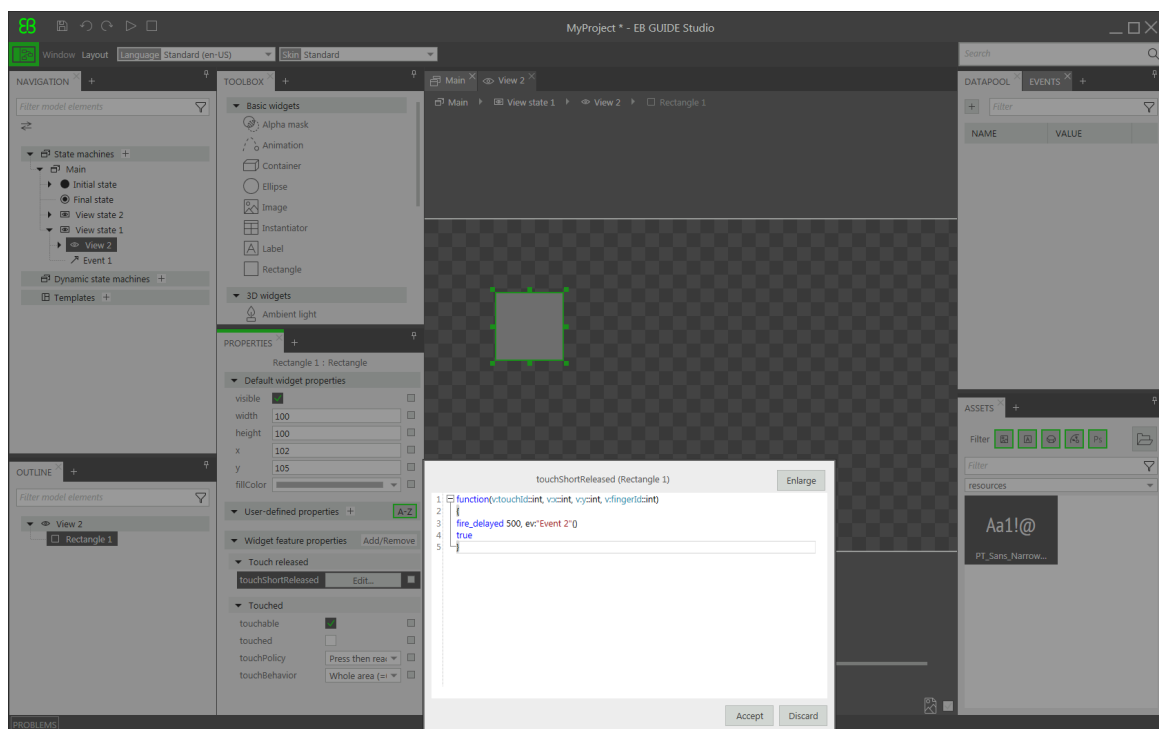 EB
MyProject * - EB GUIDE Studio
Window Layout Language Standard (en-US) Skin Standard
Search
NAVIGATION
Filter model elements
State machines
Main
Initial state
Final state
View state 2
View state 1
View 2
Event 1
Dynamic state machines
Templates
OUTLINE
Filter model elements
View 2
Rectangle 1
TOOLBOX
Basic widgets
Alpha mask
Animation
Container
Ellipse
Image
Instantiator
Label
Rectangle
3D widgets
Ambient light
PROPERTIES
Rectangle 1 : Rectangle
Default widget properties
visible
width 100
height 100
x 102
y 105
fillColor
User-defined properties + A-Z
Widget feature properties Add/Remove
Touch released
touchShortReleased Edit...
Touched
touchable
touched
touchPolicy Press then rea
touchBehavior Whole area (=
Main View 2
Main View state 1 View 2 Rectangle 1
touchShortReleased (Rectangle 1) Enlarge
1 function(v:touchId::int, v:x::int, v:y::int, v:fingerId::int)
2 {
3 fire_delayed 500, ev:"Event 2"()
4 true
5 }
Accept Discard
DATAPOOL EVENTS
Filter
NAME VALUE
ASSETS
Filter Ps
Filter
resources
Aa1!@
PT_Sans_Narrow...
PROBLEMS